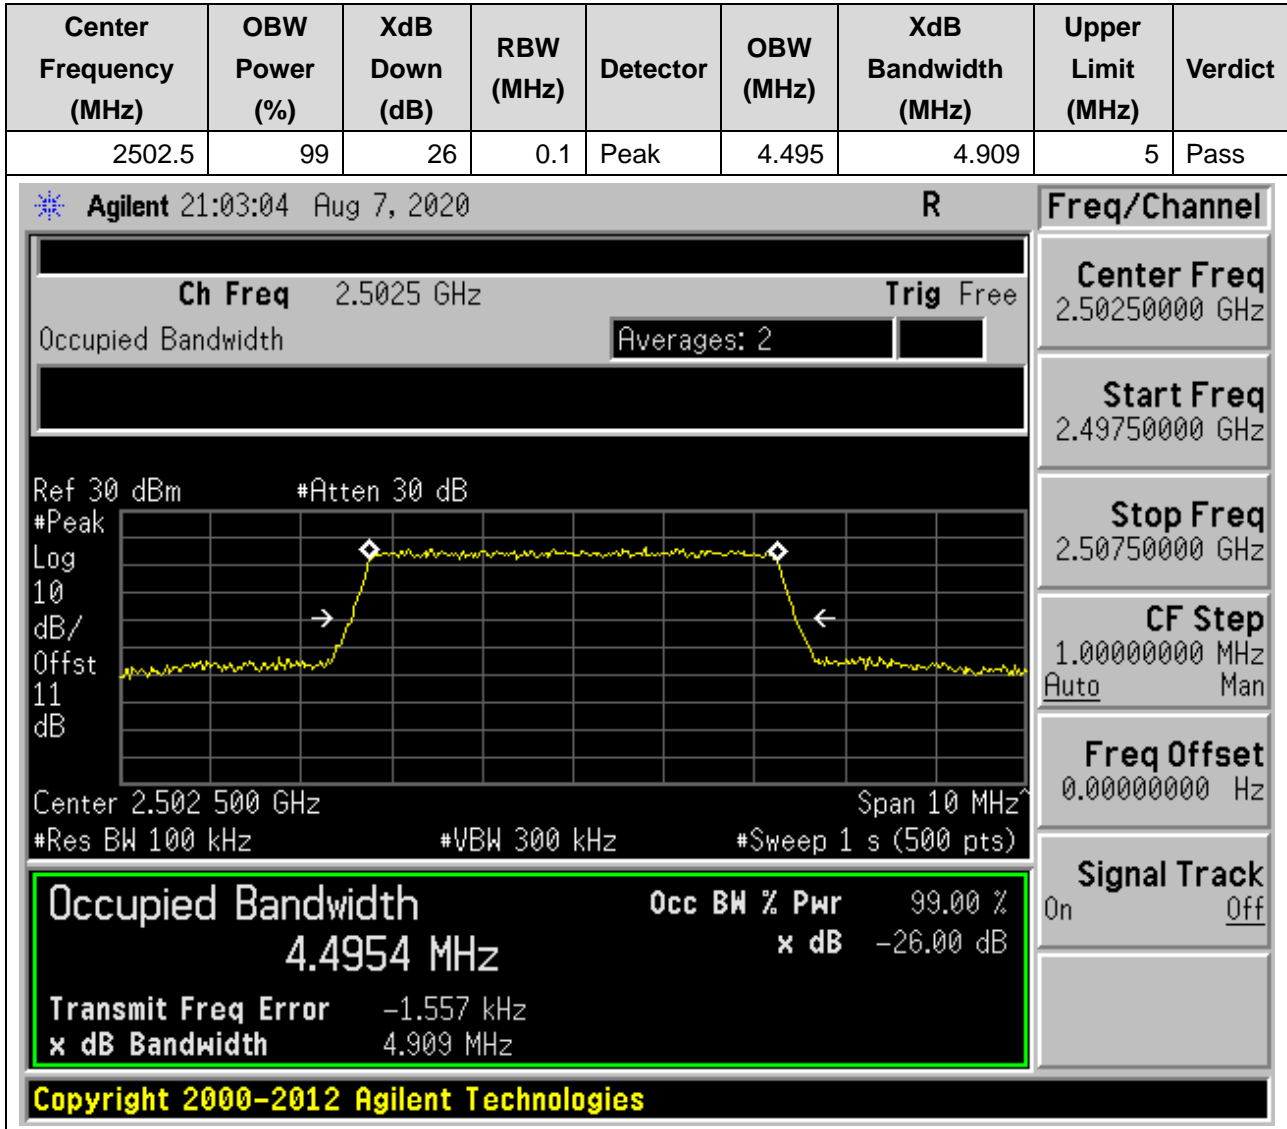 Center Frequency (MHz) OBW Power (%) XdB Down (dB) RBW (MHz) Detector OBW (MHz) XdB Bandwidth (MHz) Upper Limit (MHz) Verdict
2502.5 99 26 0.1 Peak 4.495 4.909 5 Pass
Agilent 21:03:04 Aug 7, 2020 R Freq/Channel
Ch Freq 2.5025 GHz Trig Free
Occupied Bandwidth Averages: 2
Center Freq
2.50250000 GHz
Start Freq
2.49750000 GHz
Stop Freq
2.50750000 GHz
CF Step
1.00000000 MHz
Auto Man
Freq Offset
0.00000000 Hz
Signal Track
On Off
Ref 30 dBm #Atten 30 dB
#Peak
Log
10
dB/
Offst
11
dB
Center 2.502 500 GHz Span 10 MHz^
#Res BW 100 kHz #VBW 300 kHz #Sweep 1 s (500 pts)
Occupied Bandwidth Occ BW % Pwr 99.00 %
4.4954 MHz x dB -26.00 dB
Transmit Freq Error -1.557 kHz
x dB Bandwidth 4.909 MHz
Copyright 2000-2012 Agilent Technologies